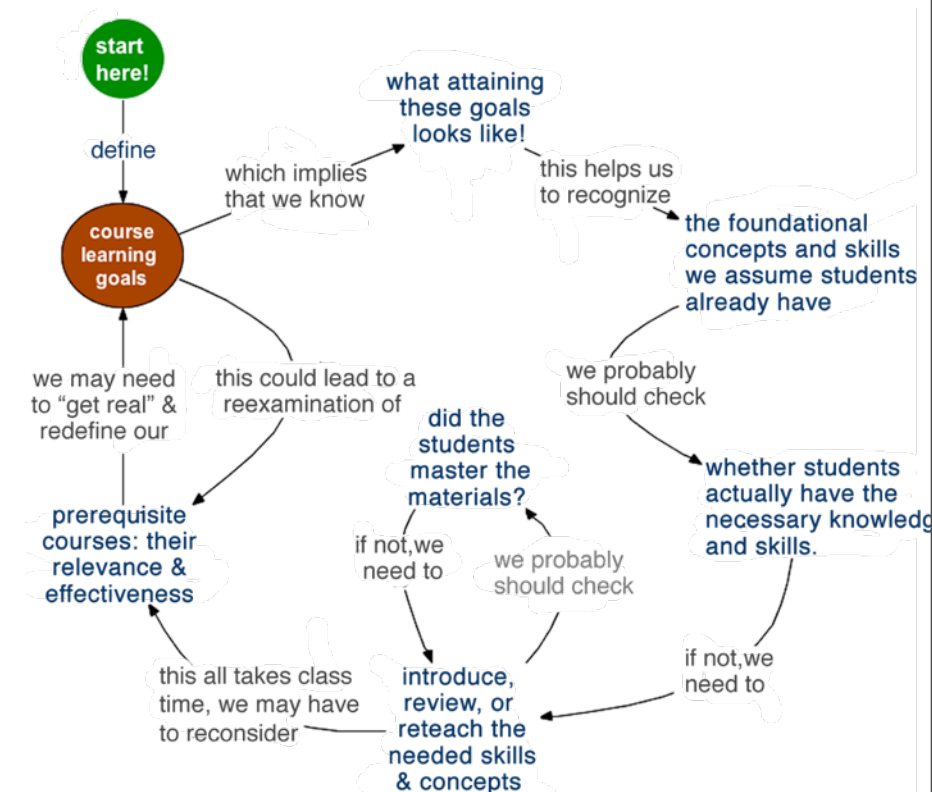 start
here!
define
course
learning
goals
which implies
that we know
what attaining
these goals
looks like!
this helps us
to recognize
the foundational
concepts and skills
we assume students
already have
we probably
should check
whether students
actually have the
necessary knowledg
and skills.
if not,we
need to
introduce,
review, or
reteach the
needed skills
& concepts
we probably
should check
did the
students
master the
materials?
if not,we
need to
this all takes class
time, we may have
to reconsider
prerequisite
courses: their
relevance &
effectiveness
we may need
to “get real” &
redefine our
this could lead to a
reexamination of